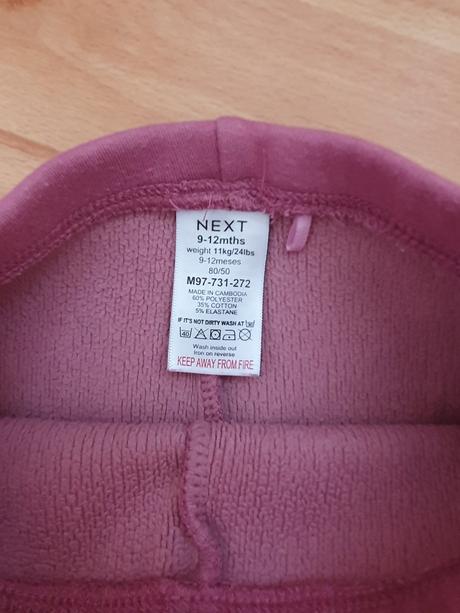 NEXT
9-12mths
weight 11kg/24lbs
9-12meses
80/50
M97-731-272
MADE IN CAMBODIA
60% POLYESTER
35% COTTON
5% ELASTANE
IF IT'S NOT DIRTY WASH AT 30°
40
Wash inside out
Iron on reverse
KEEP AWAY FROM FIRE